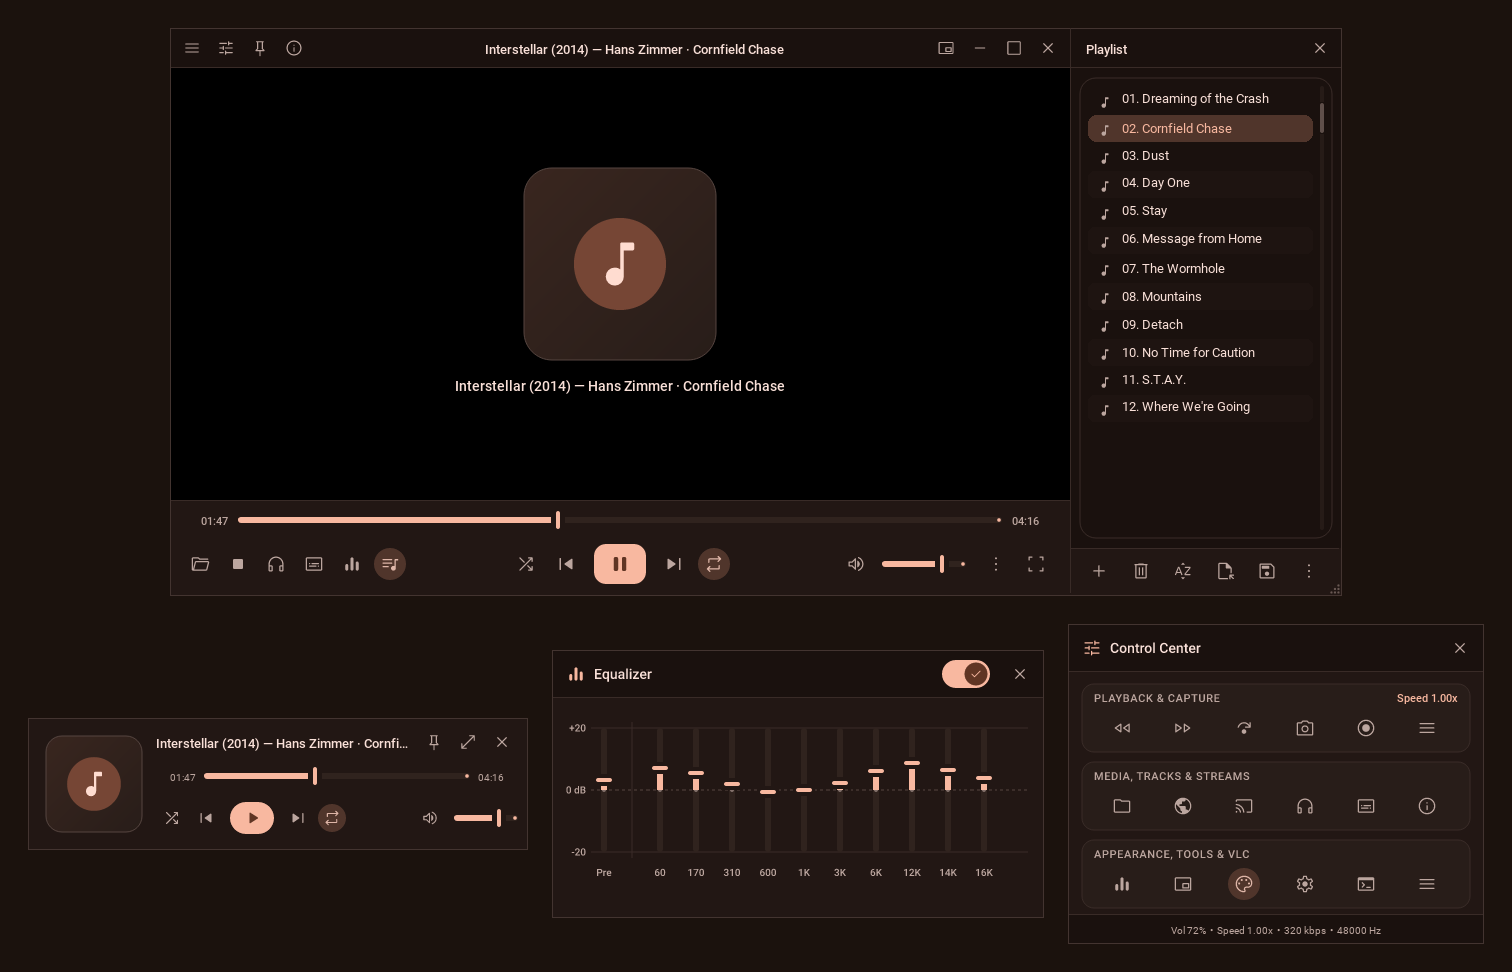 Interstellar (2014) — Hans Zimmer · Cornfield Chase
Interstellar (2014) — Hans Zimmer · Cornfield Chase
01:47
04:16
Playlist
01. Dreaming of the Crash
02. Cornfield Chase
03. Dust
04. Day One
05. Stay
06. Message from Home
07. The Wormhole
08. Mountains
09. Detach
10. No Time for Caution
11. S.T.A.Y.
12. Where We're Going
AZ
Interstellar (2014) — Hans Zimmer · Cornfi...
01:47
04:16
Equalizer
+20
0 dB
-20
Pre 60 170 310 600 1K 3K 6K 12K 14K 16K
Control Center
PLAYBACK & CAPTURE Speed 1.00x
MEDIA, TRACKS & STREAMS
APPEARANCE, TOOLS & VLC
Vol 72% • Speed 1.00x • 320 kbps • 48000 Hz